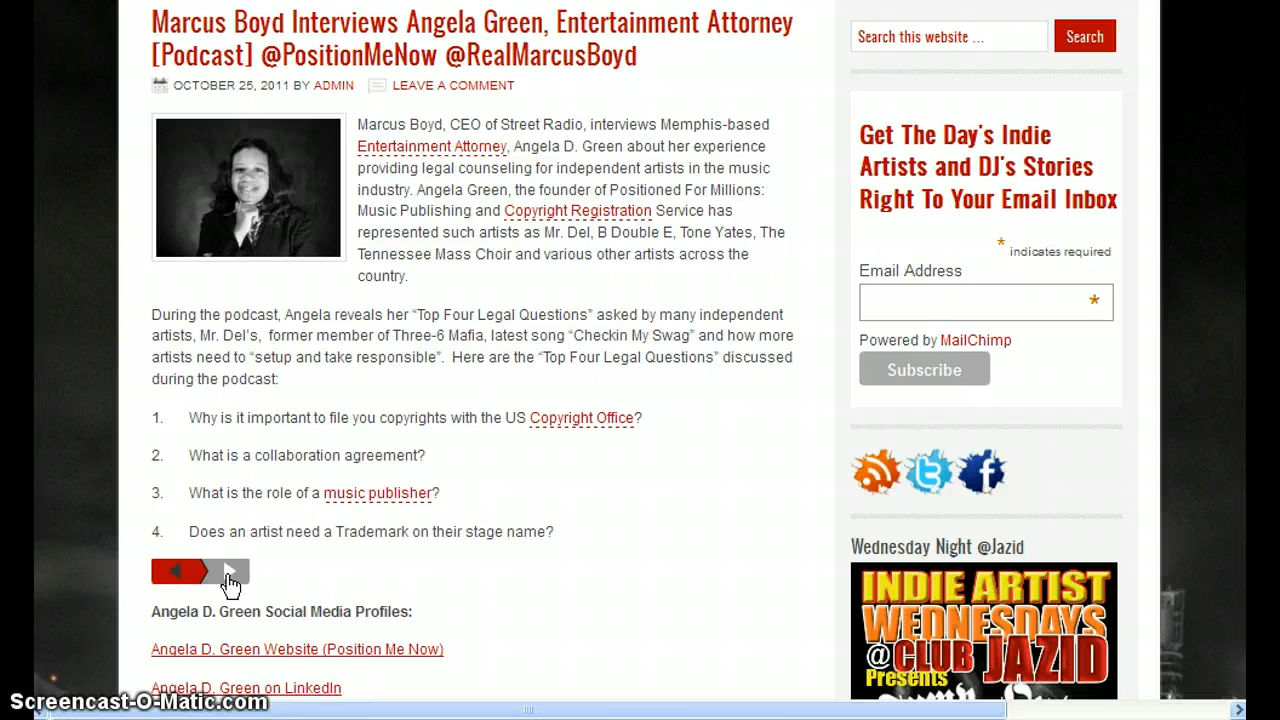 Marcus Boyd Interviews Angela Green, Entertainment Attorney
[Podcast] @PositionMeNow @RealMarcusBoyd
OCTOBER 25, 2011 BY ADMIN LEAVE A COMMENT
Marcus Boyd, CEO of Street Radio, interviews Memphis-based
Entertainment Attorney, Angela D. Green about her experience
providing legal counseling for independent artists in the music
industry. Angela Green, the founder of Positioned For Millions:
Music Publishing and Copyright Registration Service has
represented such artists as Mr. Del, B Double E, Tone Yates, The
Tennessee Mass Choir and various other artists across the
country.
During the podcast, Angela reveals her “Top Four Legal Questions” asked by many independent
artists, Mr. Del’s, former member of Three-6 Mafia, latest song “Checkin My Swag” and how more
artists need to “setup and take responsible”. Here are the “Top Four Legal Questions” discussed
during the podcast:
1. Why is it important to file you copyrights with the US Copyright Office?
2. What is a collaboration agreement?
3. What is the role of a music publisher?
4. Does an artist need a Trademark on their stage name?
Angela D. Green Social Media Profiles:
Angela D. Green Website (Position Me Now)
Angela D. Green on LinkedIn
Search this website ... Search
Get The Day's Indie
Artists and DJ's Stories
Right To Your Email Inbox
* indicates required
Email Address
*
Powered by MailChimp
Subscribe
Wednesday Night @Jazid
INDIE ARTIST
WEDNESDAYS
@ CLUB JAZID
Presents
Screencast-O-Matic.com